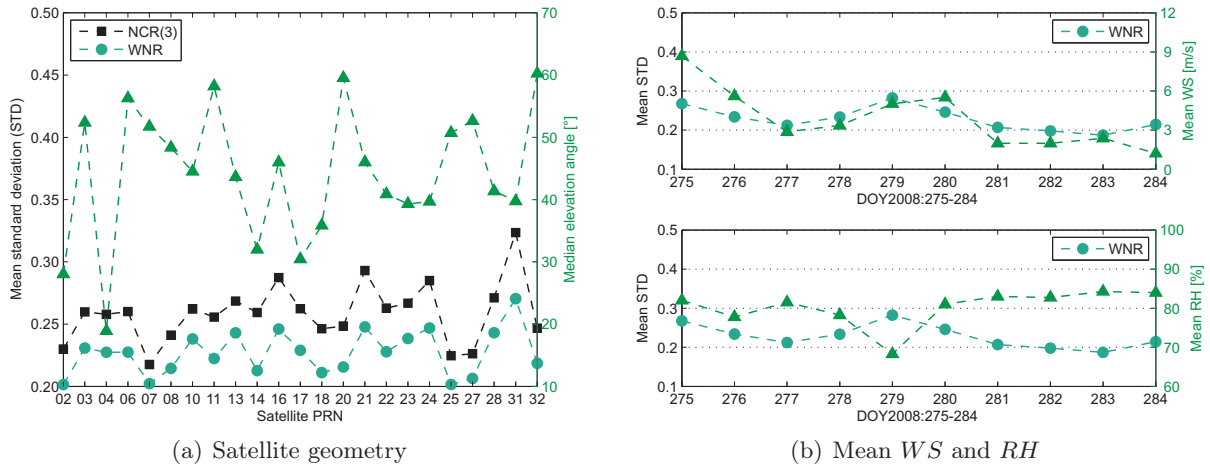 0.50
0.45
0.40
0.35
0.30
0.25
0.20
Mean standard deviation (STD)
NCR(3)
WNR
70
60
50
40
30
20
10
Median elevation angle [°]
02 03 04 06 07 08 10 11 13 14 16 17 18 20 21 22 23 24 25 27 28 31 32
Satellite PRN
(a) Satellite geometry
0.5
0.4
0.3
0.2
0.1
Mean STD
WNR
12
9
6
3
0
Mean WS [m/s]
275 276 277 278 279 280 281 282 283 284
DOY2008:275-284
0.5
0.4
0.3
0.2
0.1
Mean STD
WNR
100
90
80
70
60
Mean RH [%]
275 276 277 278 279 280 281 282 283 284
DOY2008:275-284
(b) Mean WS and RH